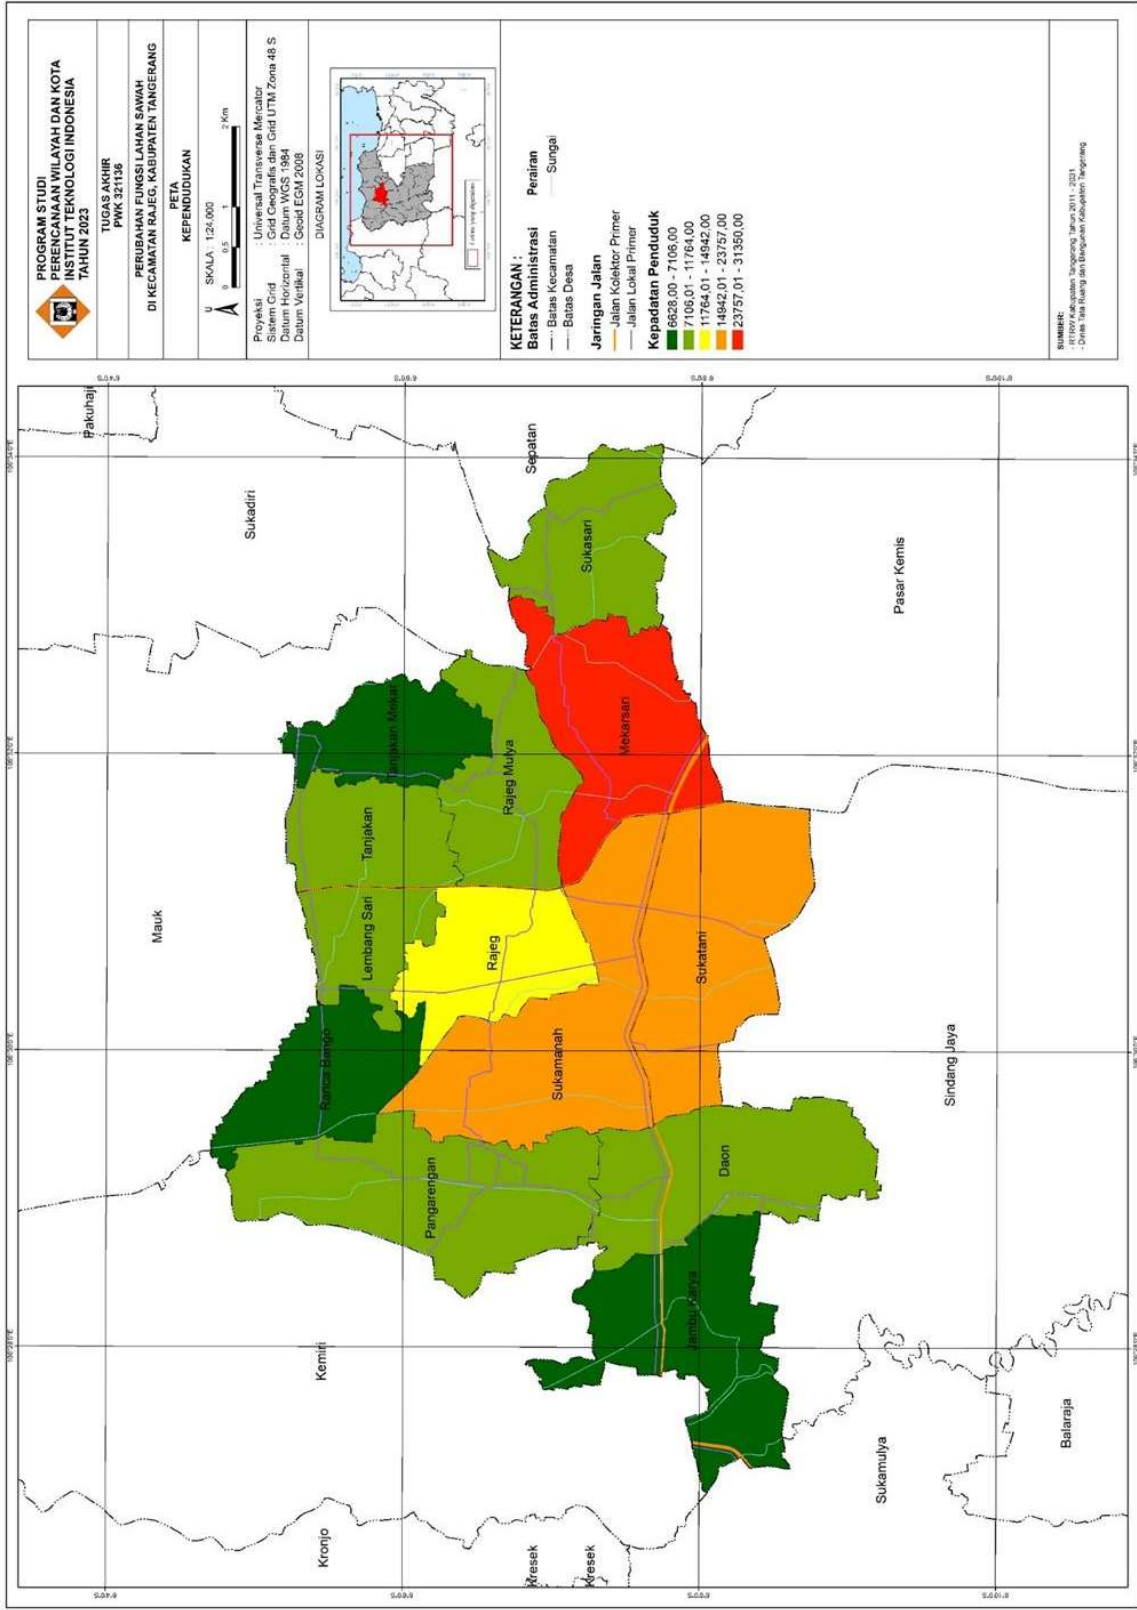 PROGRAM STUDI
PERENCANAAN WILAYAH DAN KOTA
INSTITUT TEKNOLOGI INDONESIA
TAHUN 2023
TUGAS AKHIR
PWK 321136
PERUBAHAN FUNGSI LAHAN SAWAH
DI KECAMATAN RAJEG, KABUPATEN TANGERANG
PETA
KEPENDUDUKAN
U
SKALA : 1:24.000
0 0.5 1 2 Km
Proyeksi : Universal Transverse Mercator
Sistem Grid : Grid Geografis dan Grid UTM Zona 48 S
Datum Horizontal : Datum WGS 1984
Datum Vertikal : Geoid EGM 2008
DIAGRAM LOKASI
KETERANGAN :
Batas Administrasi
Batas Kecamatan
Batas Desa
Perairan
Sungai
Jaringan Jalan
Jalan Kolektor Primer
Jalan Lokal Primer
Kepadatan Penduduk
6628,00 - 7106,00
7106,01 - 11764,00
11764,01 - 14942,00
14942,01 - 23757,00
23757,01 - 31350,00
SUMBER:
- RTRW Kabupaten Tangerang Tahun 2011 - 2031
- Dinas Tata Ruang dan Bangunan Kabupaten Tangerang
Pakuhaji
Sukadiri
Sepatan
Mauk
Tanjakan Mekar
Tanjakan
Rajeg Mulya
Sukasari
Mekarsari
Pasar Kemis
Lembang Sari
Rajeg
Sukatani
Ranca Bango
Sukamanah
Sindang Jaya
Pangarengan
Daon
Kemiri
Jambu Karya
Sukamulya
Balaraja
Kronjo
Kresek
Kresek